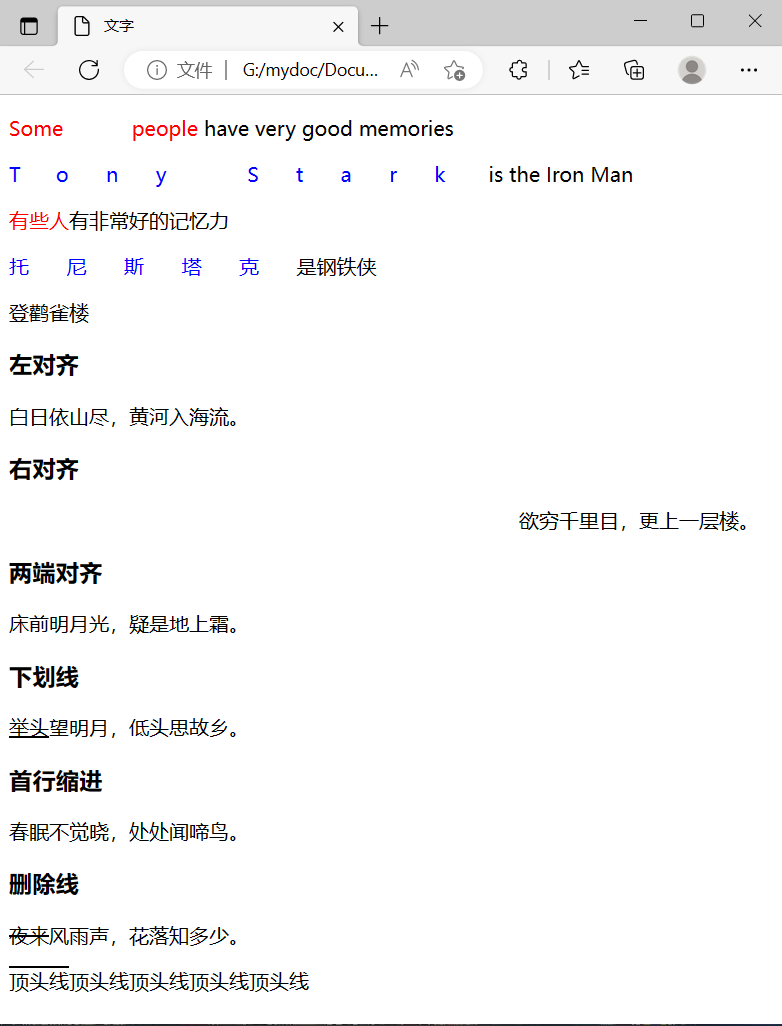 文字
文件 G:/mydoc/Docu...
Some people have very good memories
T o n y S t a r k is the Iron Man
有些人有非常好的记忆力
托 尼 斯 塔 克 是钢铁侠
登鹳雀楼
左对齐
白日依山尽，黄河入海流。
右对齐
欲穷千里目，更上一层楼。
两端对齐
床前明月光，疑是地上霜。
下划线
举头望明月，低头思故乡。
首行缩进
春眠不觉晓，处处闻啼鸟。
删除线
夜来风雨声，花落知多少。
顶头线顶头线顶头线顶头线顶头线